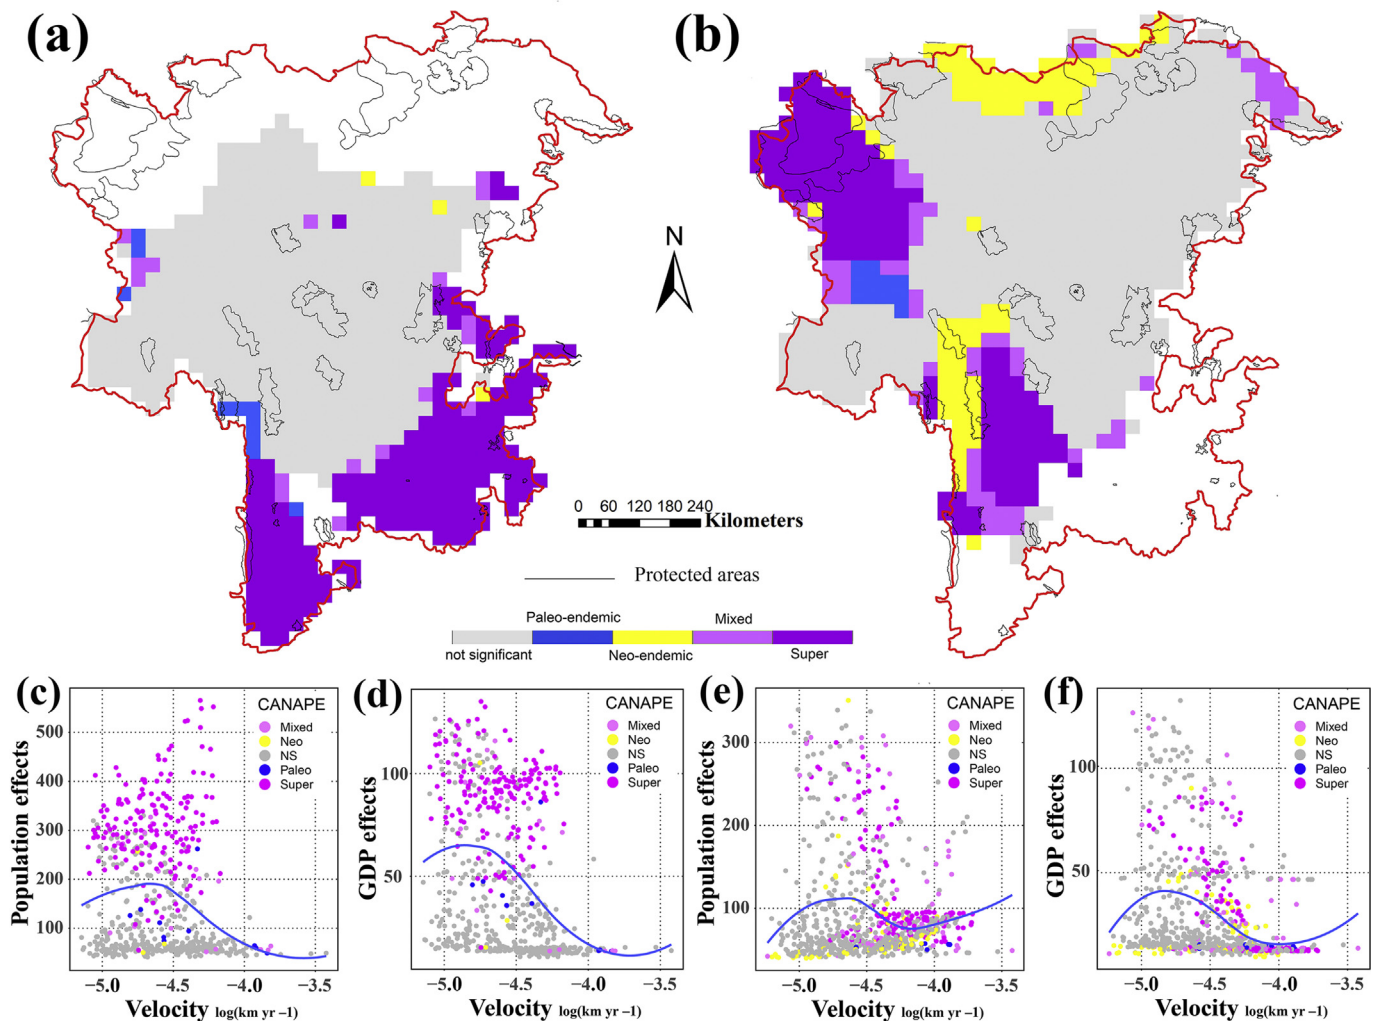 (a)
(b)
N
0 60 120 180 240
Kilometers
Protected areas
Paleo-endemic Mixed
not significant Neo-endemic Super
(c)
Population effects
500
400
300
200
100
CANAPE
Mixed
Neo
NS
Paleo
Super
−5.0 −4.5 −4.0 −3.5
Velocity log(km yr −1)
(d)
GDP effects
100
50
CANAPE
Mixed
Neo
NS
Paleo
Super
−5.0 −4.5 −4.0 −3.5
Velocity log(km yr −1)
(e)
Population effects
300
200
100
CANAPE
Mixed
Neo
NS
Paleo
Super
−5.0 −4.5 −4.0 −3.5
Velocity log(km yr −1)
(f)
GDP effects
100
50
CANAPE
Mixed
Neo
NS
Paleo
Super
−5.0 −4.5 −4.0 −3.5
Velocity log(km yr −1)